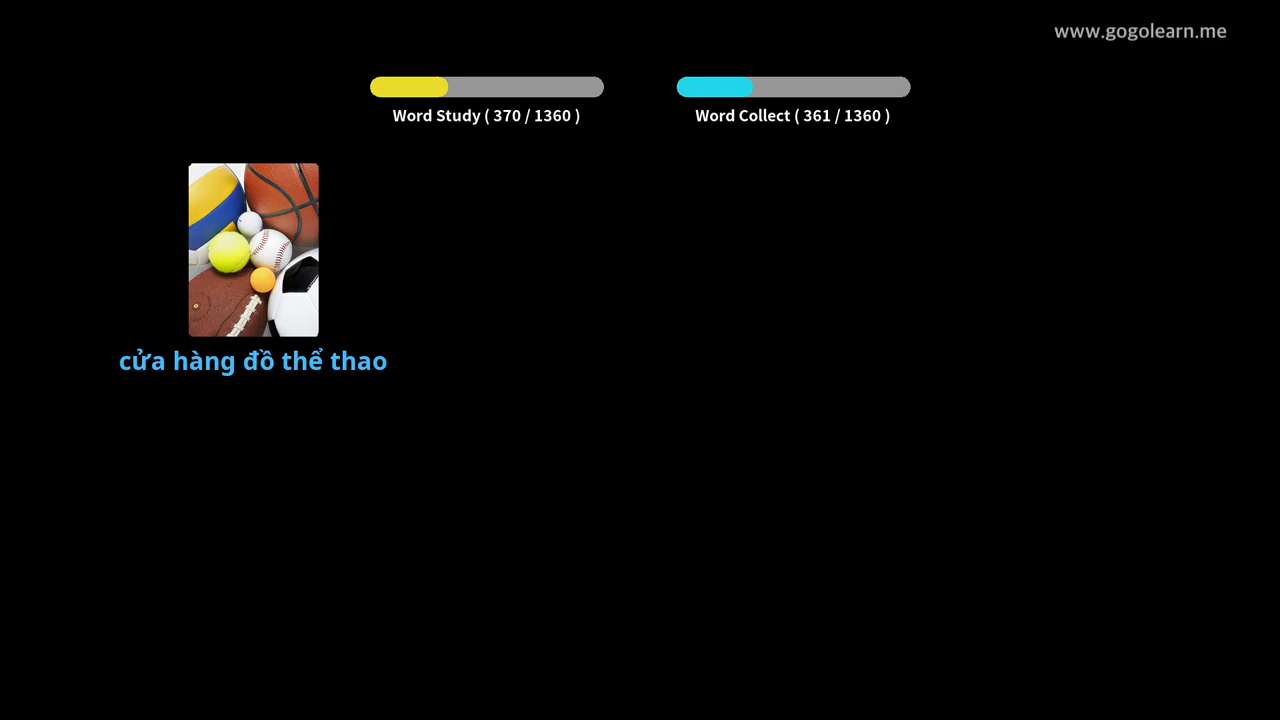 www.gogolearn.me
Word Study ( 370 / 1360 )
Word Collect ( 361 / 1360 )
cửa hàng đồ thể thao